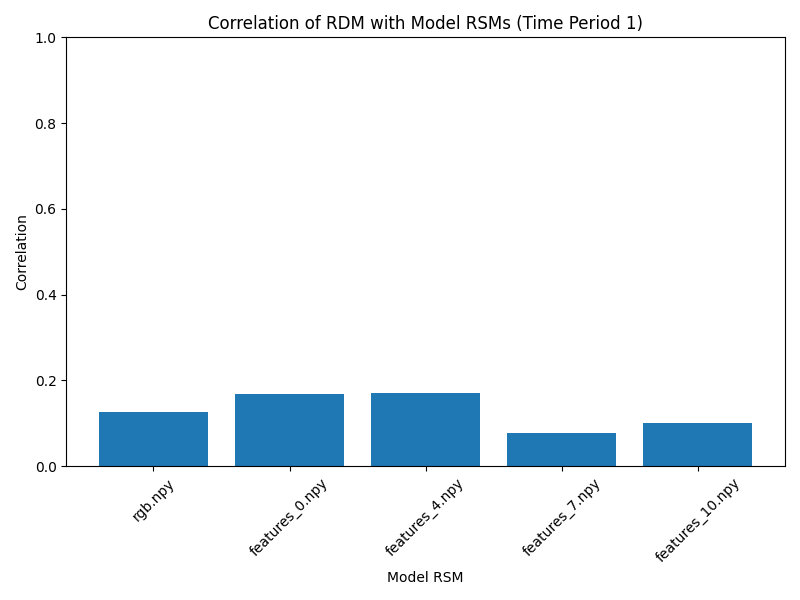 Correlation of RDM with Model RSMs (Time Period 1)
1.0
0.8
0.6
0.4
0.2
0.0
Correlation
rgb.npy
features_0.npy
features_4.npy
features_7.npy
features_10.npy
Model RSM